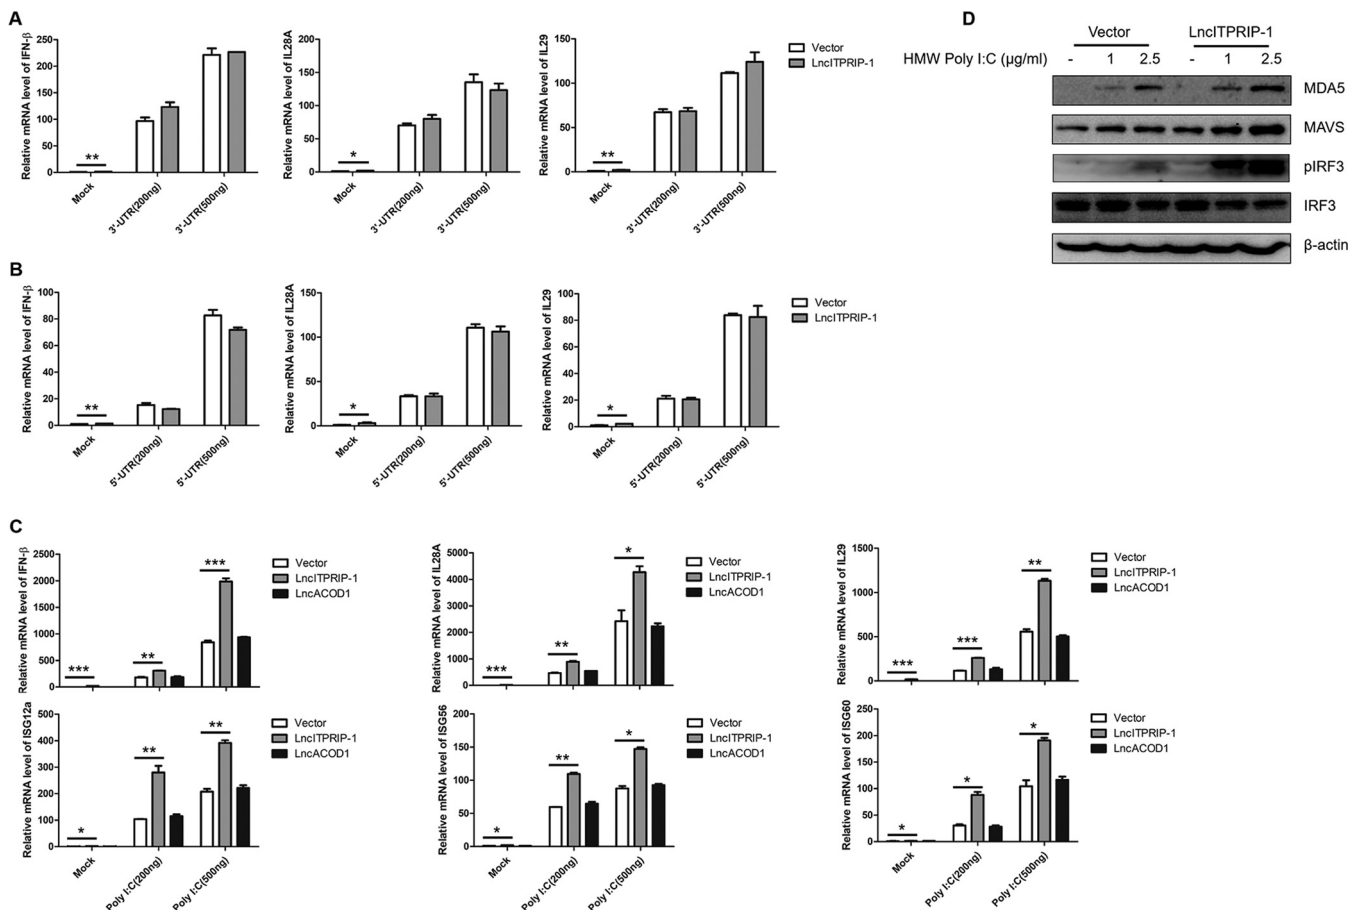 A
Relative mRNA level of IFN-β
250
200
150
100
50
0
Mock
3'-UTR(200ng)
3'-UTR(500ng)
Relative mRNA level of IL28A
200
150
100
50
0
Mock
3'-UTR(200ng)
3'-UTR(500ng)
Relative mRNA level of IL29
150
100
50
0
Mock
3'-UTR(200ng)
3'-UTR(500ng)
Vector
LncITPRIP-1
**
*
**
D
Vector LncITPRIP-1
HMW Poly I:C (μg/ml) - 1 2.5 - 1 2.5
MDA5
MAVS
pIRF3
IRF3
β-actin
B
Relative mRNA level of IFN-β
100
80
60
40
20
0
Mock
5'-UTR(200ng)
5'-UTR(500ng)
Relative mRNA level of IL28A
150
100
50
0
Mock
5'-UTR(200ng)
5'-UTR(500ng)
Relative mRNA level of IL29
100
80
60
40
20
0
Mock
5'-UTR(200ng)
5'-UTR(500ng)
Vector
LncITPRIP-1
**
*
*
C
Relative mRNA level of IFN-β
2500
2000
1500
1000
500
0
***
**
***
Vector
LncITPRIP-1
LncACOD1
Relative mRNA level of IL28A
5000
4000
3000
2000
1000
0
***
**
*
Vector
LncITPRIP-1
LncACOD1
Relative mRNA level of IL29
1500
1000
500
0
***
***
**
Vector
LncITPRIP-1
LncACOD1
Relative mRNA level of ISG12a
500
400
300
200
100
0
*
**
**
Mock
Poly I:C(200ng)
Poly I:C(500ng)
Vector
LncITPRIP-1
LncACOD1
Relative mRNA level of ISG56
200
150
100
50
0
*
**
*
Mock
Poly I:C(200ng)
Poly I:C(500ng)
Vector
LncITPRIP-1
LncACOD1
Relative mRNA level of ISG60
250
200
150
100
50
0
*
*
*
Mock
Poly I:C(200ng)
Poly I:C(500ng)
Vector
LncITPRIP-1
LncACOD1